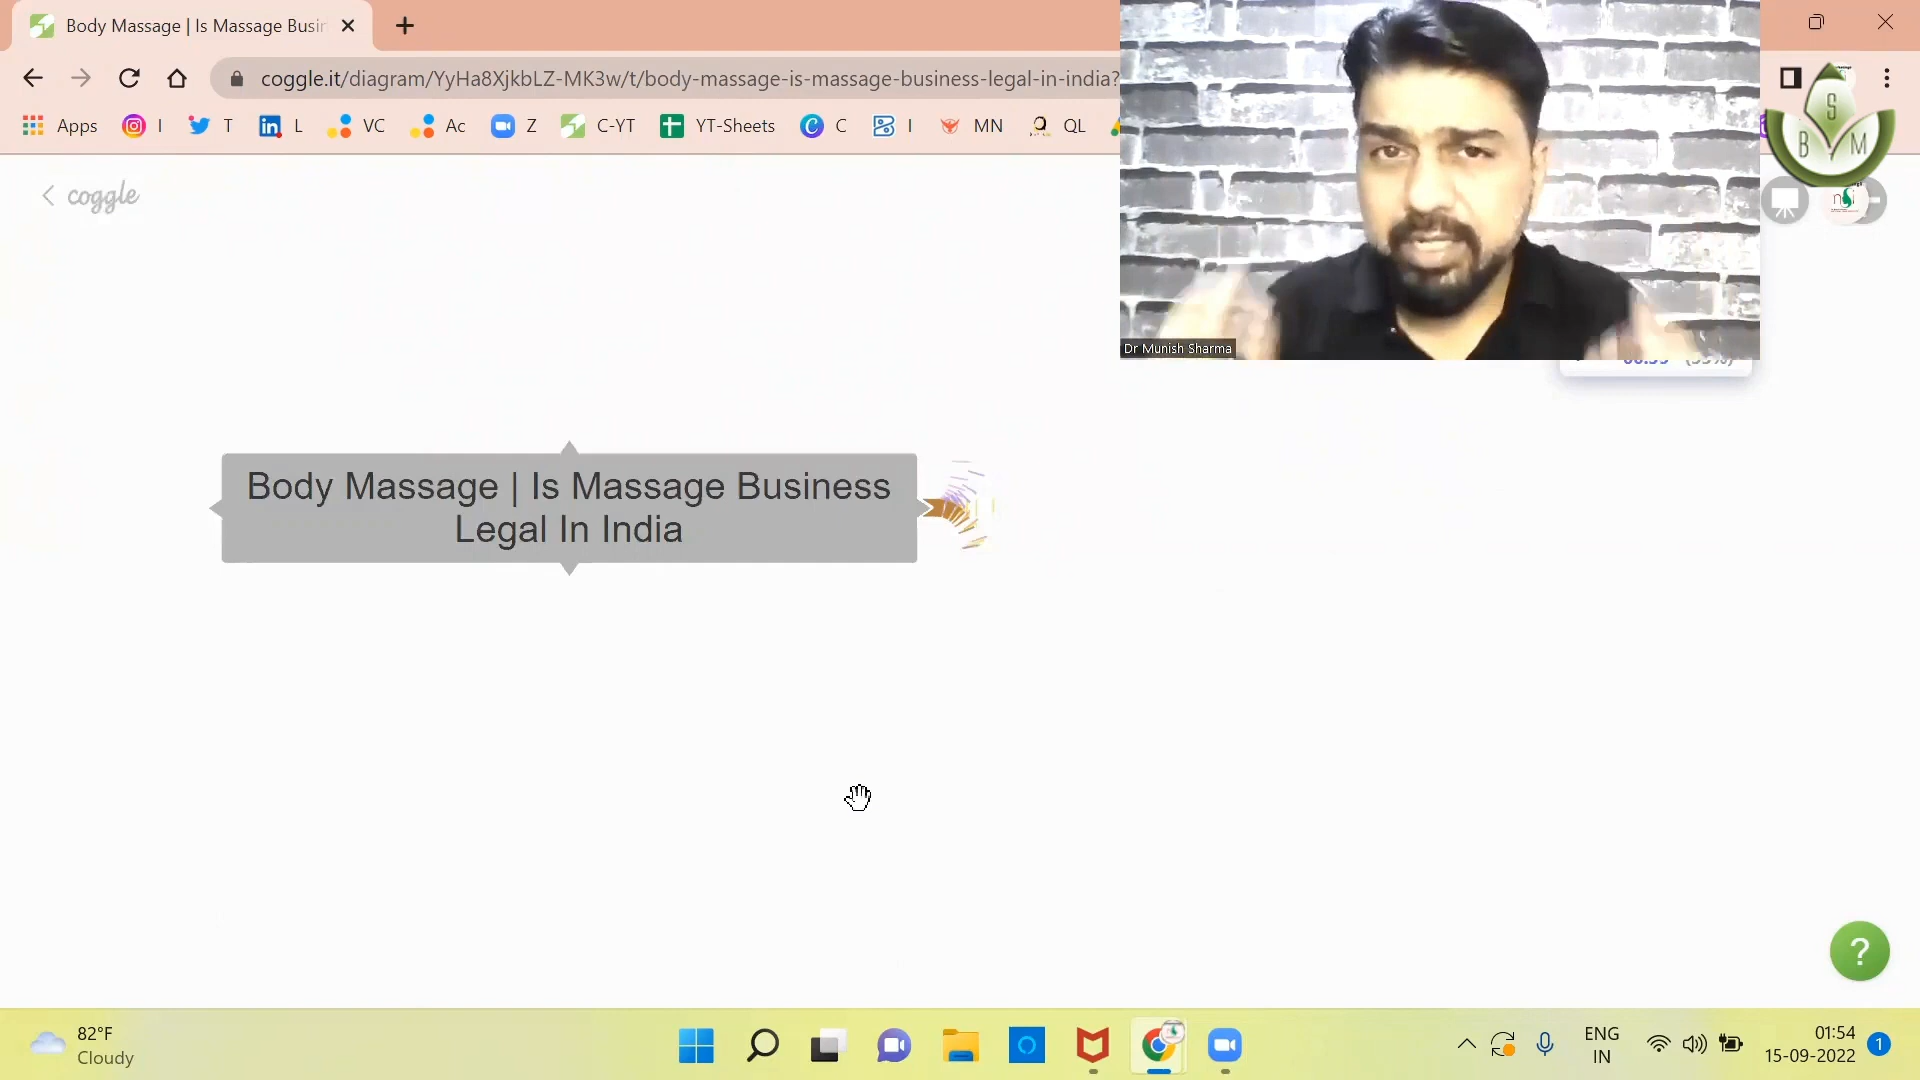 Body Massage | Is Massage Busin
coggle.it/diagram/YyHa8XjkbLZ-MK3w/t/body-massage-is-massage-business-legal-in-india?
Apps I T L VC Ac Z C-YT YT-Sheets C I MN QL
S
B M
coggle
Dr Munish Sharma
Body Massage | Is Massage Business
Legal In India
?
82°F
Cloudy
ENG
IN
01:54
15-09-2022
1